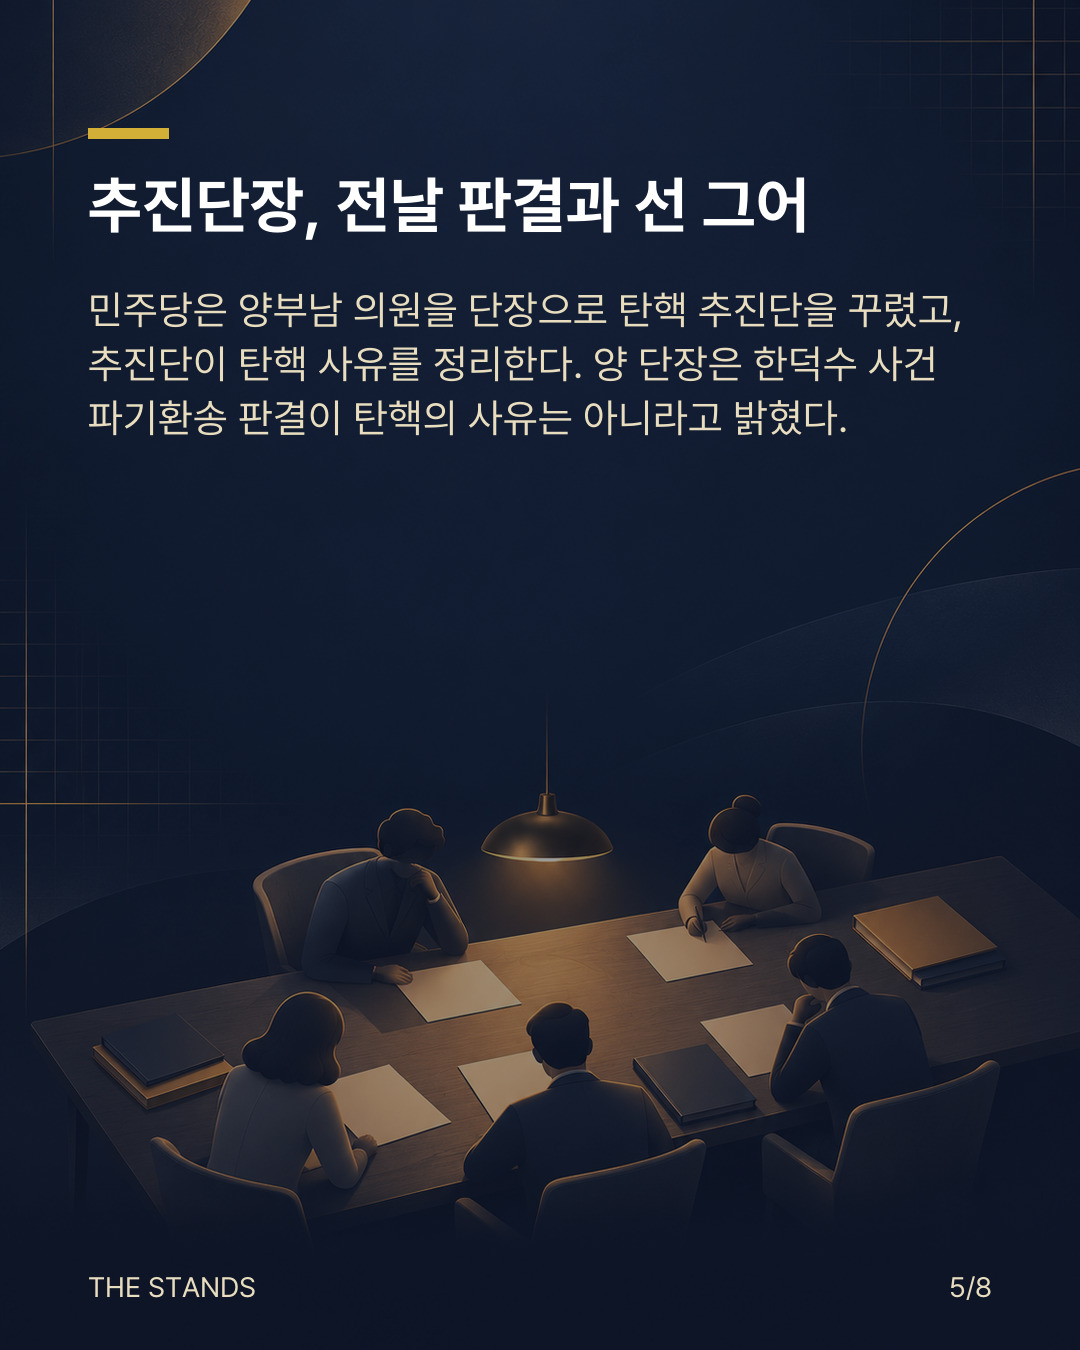 추진단장, 전날 판결과 선 그어
민주당은 양부남 의원을 단장으로 탄핵 추진단을 꾸렸고,
추진단이 탄핵 사유를 정리한다. 양 단장은 한덕수 사건
파기환송 판결이 탄핵의 사유는 아니라고 밝혔다.
THE STANDS
5/8